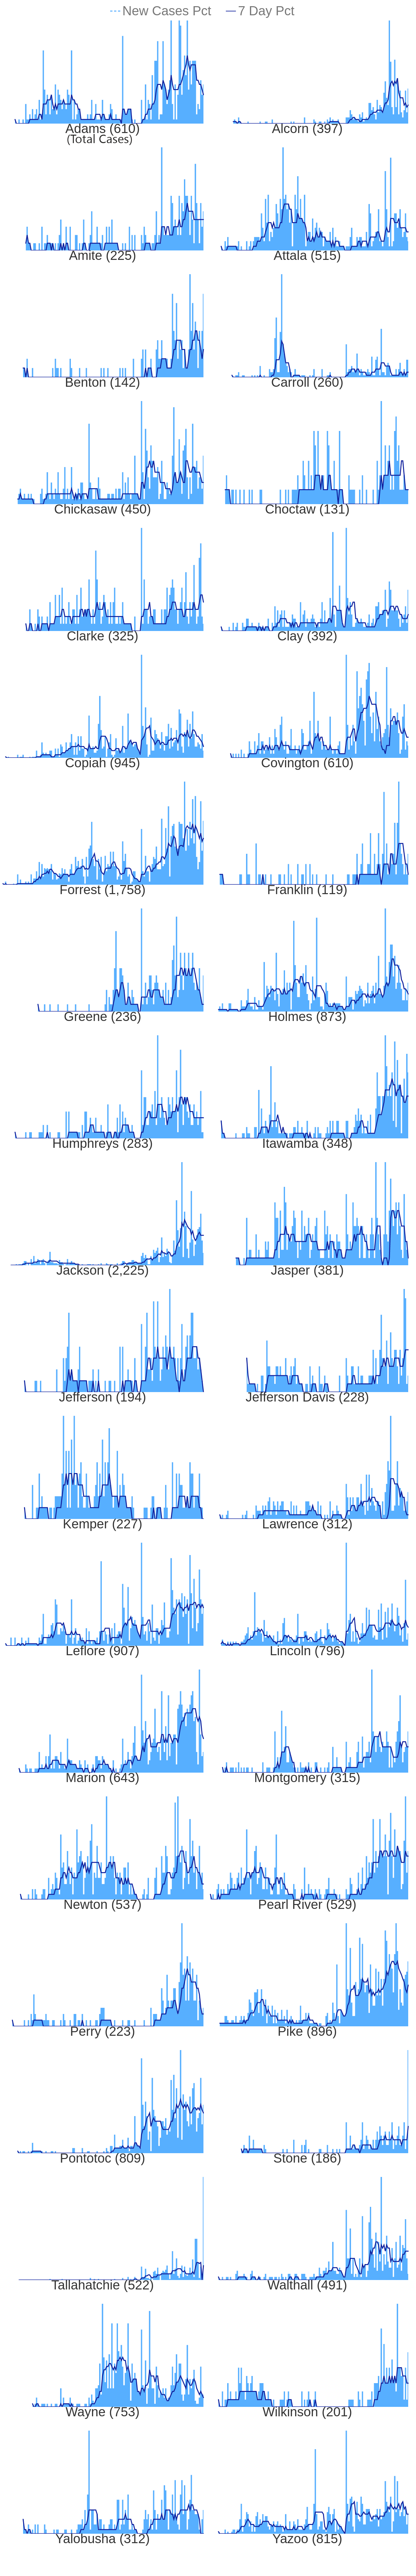 New Cases Pct 7 Day Pct
Adams (610) Alcorn (397)
(Total Cases)
Amite (225) Attala (515)
Benton (142) Carroll (260)
Chickasaw (450) Choctaw (131)
Clarke (325) Clay (392)
Copiah (945) Covington (610)
Forrest (1,758) Franklin (119)
Greene (236) Holmes (873)
Humphreys (283) Itawamba (348)
Jackson (2,225) Jasper (381)
Jefferson (194) Jefferson Davis (228)
Kemper (227) Lawrence (312)
Leflore (907) Lincoln (796)
Marion (643) Montgomery (315)
Newton (537) Pearl River (529)
Perry (223) Pike (896)
Pontotoc (809) Stone (186)
Tallahatchie (522) Walthall (491)
Wayne (753) Wilkinson (201)
Yalobusha (312) Yazoo (815)